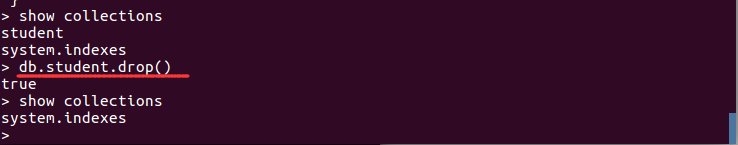 }
> show collections
student
system.indexes
> db.student.drop()
true
> show collections
system.indexes
>